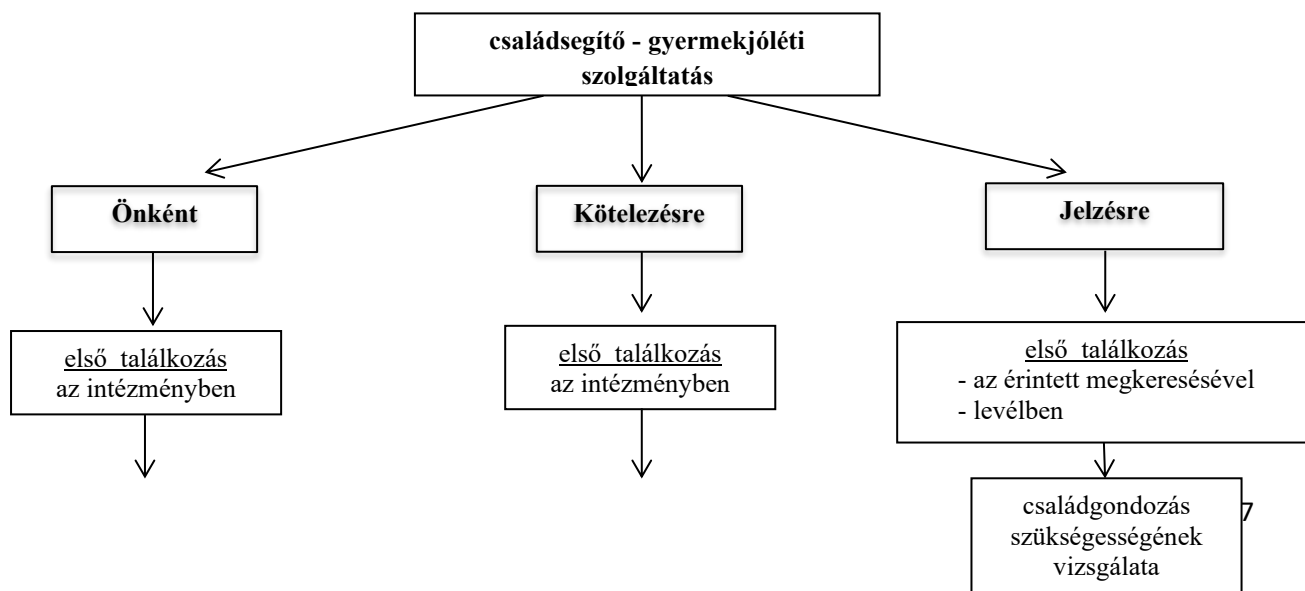 családsegítő - gyermekjóléti
szolgáltatás
Önként
Kötelezésre
Jelzésre
első találkozás
az intézményben
első találkozás
az intézményben
első találkozás
- az érintett megkeresésével
- levélben
családgondozás
szükségességének
vizsgálata
7